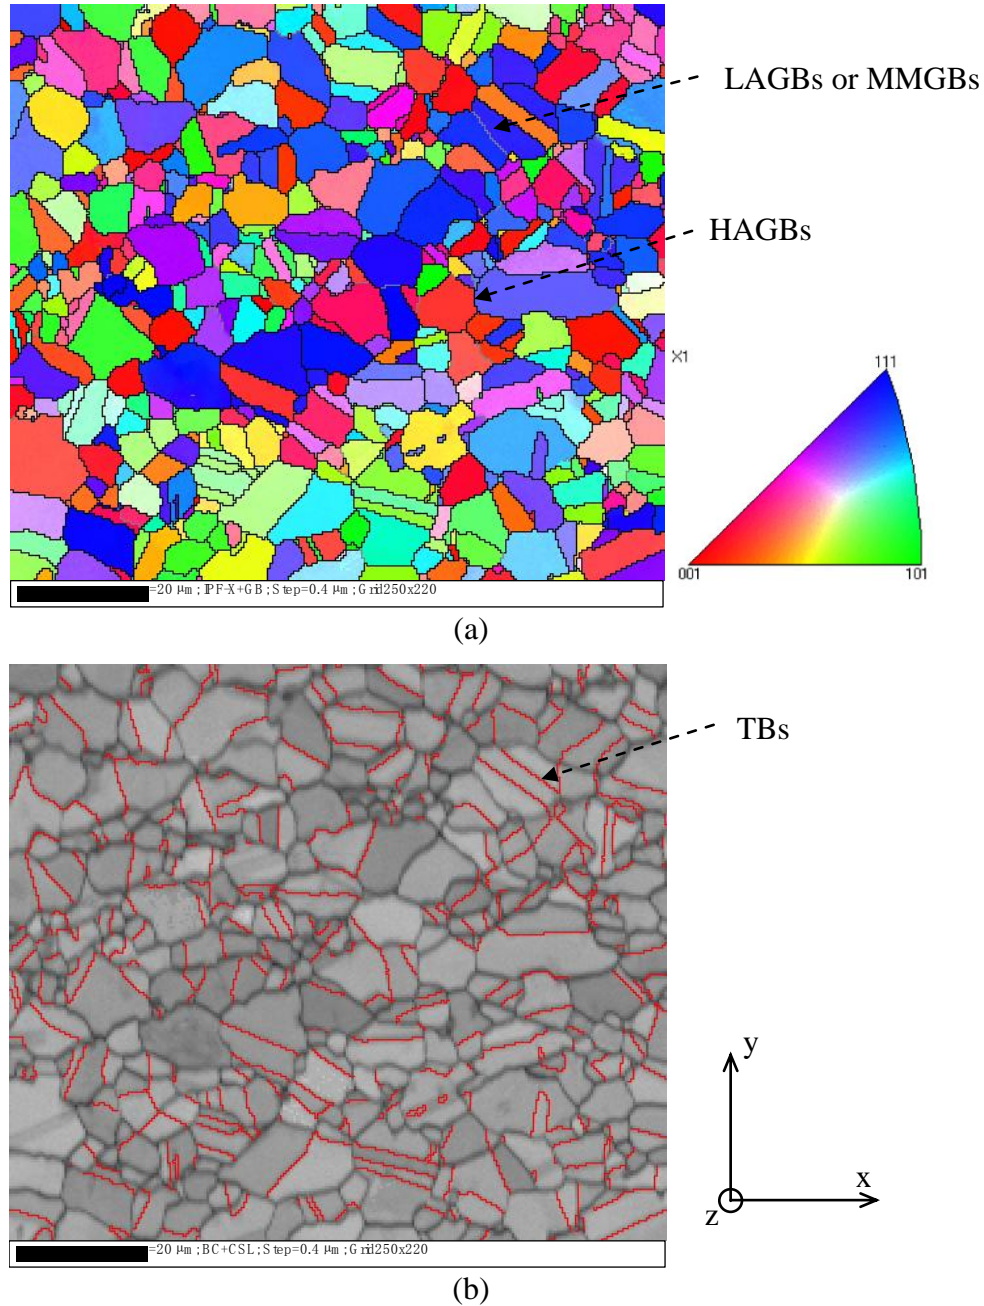 LAGBs or MMGBs
HAGBs
X1
111
001
101
=20 µm; IPF-X+GB; Step=0.4 µm; Grid250x220
(a)
TBs
y
x
z
=20 µm; BC+CSL; Step=0.4 µm; Grid250x220
(b)